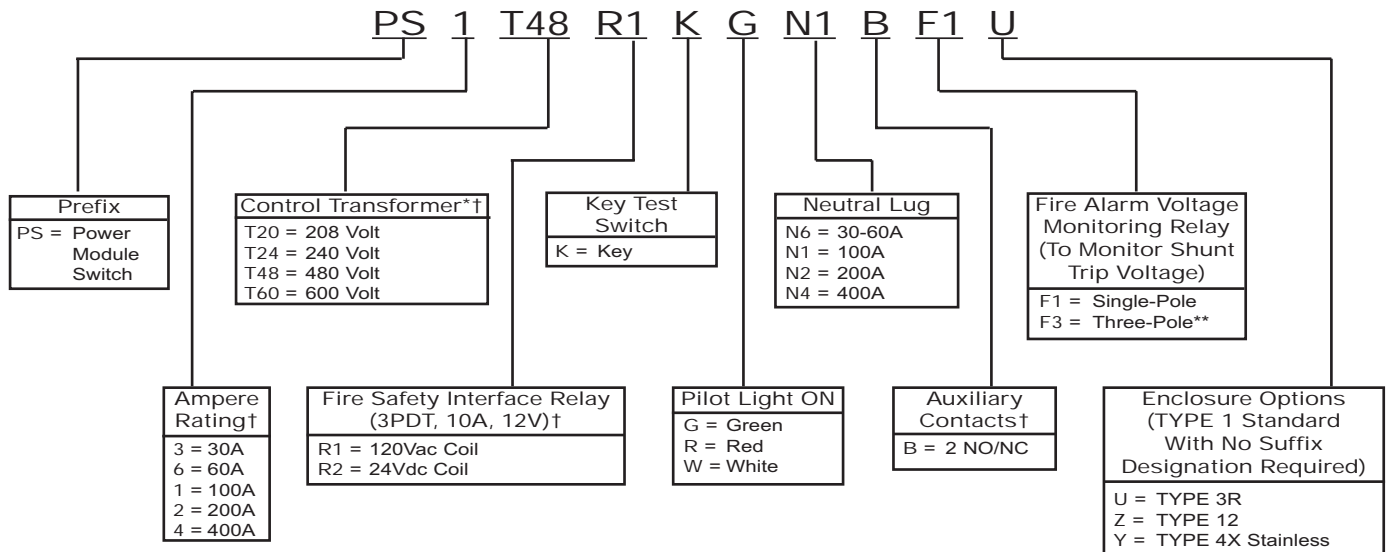 PS 1 T48 R1 K G N1 B F1 U
Prefix
PS = Power
Module
Switch
Control Transformer*†
T20 = 208 Volt
T24 = 240 Volt
T48 = 480 Volt
T60 = 600 Volt
Key Test
Switch
K = Key
Neutral Lug
N6 = 30-60A
N1 = 100A
N2 = 200A
N4 = 400A
Fire Alarm Voltage
Monitoring Relay
(To Monitor Shunt
Trip Voltage)
F1 = Single-Pole
F3 = Three-Pole**
Ampere
Rating†
3 = 30A
6 = 60A
1 = 100A
2 = 200A
4 = 400A
Fire Safety Interface Relay
(3PDT, 10A, 12V)†
R1 = 120Vac Coil
R2 = 24Vdc Coil
Pilot Light ON
G = Green
R = Red
W = White
Auxiliary
Contacts†
B = 2 NO/NC
Enclosure Options
(TYPE 1 Standard
With No Suffix
Designation Required)
U = TYPE 3R
Z = TYPE 12
Y = TYPE 4X Stainless